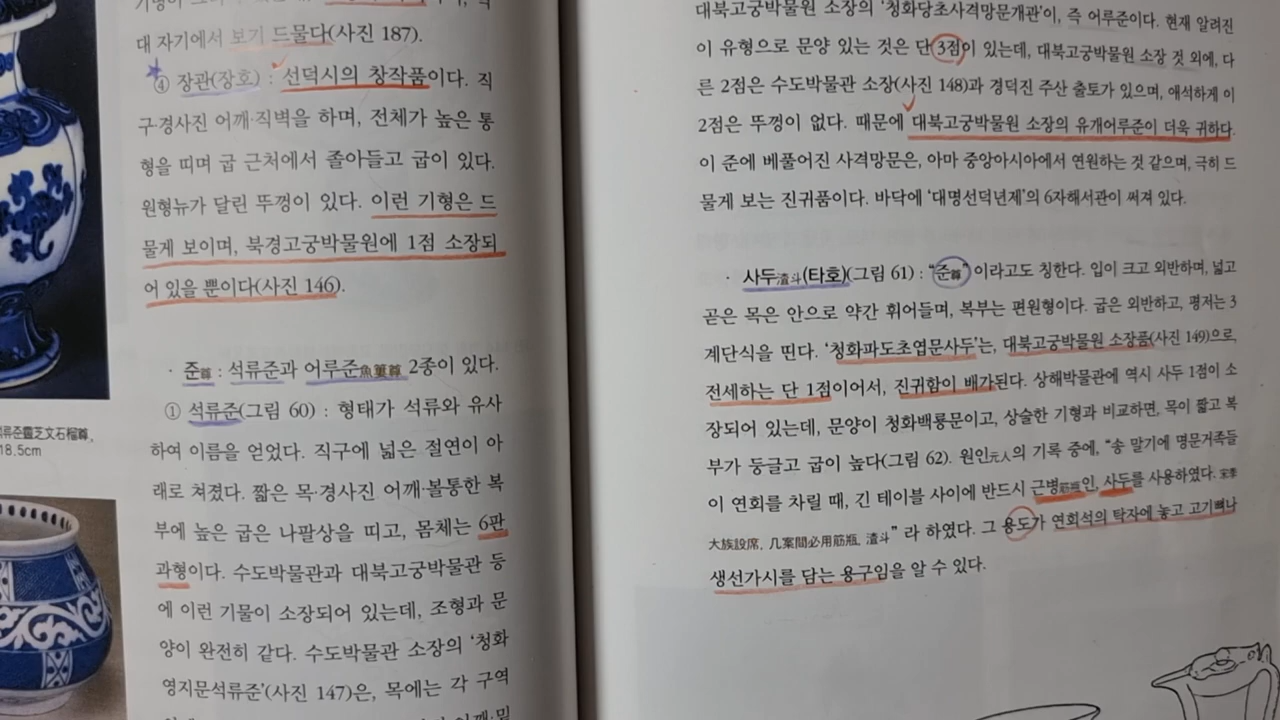 대 자기에서 보기 드물다(사진 187).
④ 장관(장호) : 선덕시의 창작품이다. 직
구·경사진 어깨·직벽을 하며, 전체가 높은 통
형을 띠며 굽 근처에서 졸아들고 굽이 있다.
원형뉴가 달린 뚜껑이 있다. 이런 기형은 드
물게 보이며, 북경고궁박물원에 1점 소장되
어 있을 뿐이다(사진 146).
· 준尊 : 석류준과 어루준魚簍尊 2종이 있다.
① 석류준(그림 60) : 형태가 석류와 유사
하여 이름을 얻었다. 직구에 넓은 절연이 아
래로 쳐졌다. 짧은 목·경사진 어깨·볼통한 복
부에 높은 굽은 나팔상을 띠고, 몸체는 6판
과형이다. 수도박물관과 대북고궁박물관 등
에 이런 기물이 소장되어 있는데, 조형과 문
양이 완전히 같다. 수도박물관 소장의 '청화
영지문석류준'(사진 147)은, 목에는 각 구역
류준靈芝文石榴尊,
18.5cm
대북고궁박물원 소장의 '청화당초사격망문개관'이, 즉 어루준이다. 현재 알려진
이 유형으로 문양 있는 것은 단 3점이 있는데, 대북고궁박물원 소장 것 외에, 다
른 2점은 수도박물관 소장(사진 148)과 경덕진 주산 출토가 있으며, 애석하게 이
2점은 뚜껑이 없다. 때문에 대북고궁박물원 소장의 유개어루준이 더욱 귀하다.
이 준에 베풀어진 사격망문은, 아마 중앙아시아에서 연원하는 것 같으며, 극히 드
물게 보는 진귀품이다. 바닥에 '대명선덕년제'의 6자해서관이 써져 있다.
· 사두渣斗(타호)(그림 61) : "준尊" 이라고도 칭한다. 입이 크고 외반하며, 넓고
곧은 목은 안으로 약간 휘어들며, 복부는 편원형이다. 굽은 외반하고, 평저는 3
계단식을 띤다. '청화파도초엽문사두'는, 대북고궁박물원 소장품(사진 149)으로,
전세하는 단 1점이어서, 진귀함이 배가된다. 상해박물관에 역시 사두 1점이 소
장되어 있는데, 문양이 청화백룡문이고, 상술한 기형과 비교하면, 목이 짧고 복
부가 둥글고 굽이 높다(그림 62). 원인元人의 기록 중에, "송 말기에 명문거족들
이 연회를 차릴 때, 긴 테이블 사이에 반드시 근병筋甁인, 사두를 사용하였다. 宋季
大族設席, 几案間必用筋瓶, 渣斗" 라 하였다. 그 용도가 연회석의 탁자에 놓고 고기뼈나
생선가시를 담는 용구임을 알 수 있다.